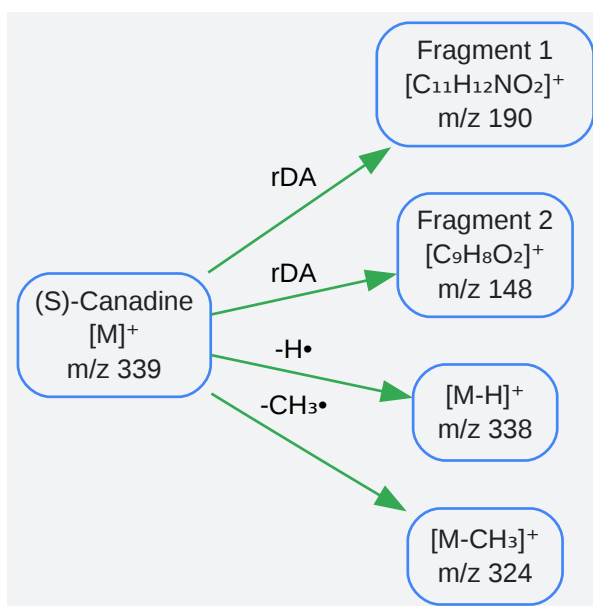 Fragment 1
[C₁₁H₁₂NO₂]⁺
m/z 190
rDA
Fragment 2
[C₉H₈O₂]⁺
m/z 148
rDA
(S)-Canadine
[M]⁺
m/z 339
-H•
-CH₃•
[M-H]⁺
m/z 338
[M-CH₃]⁺
m/z 324